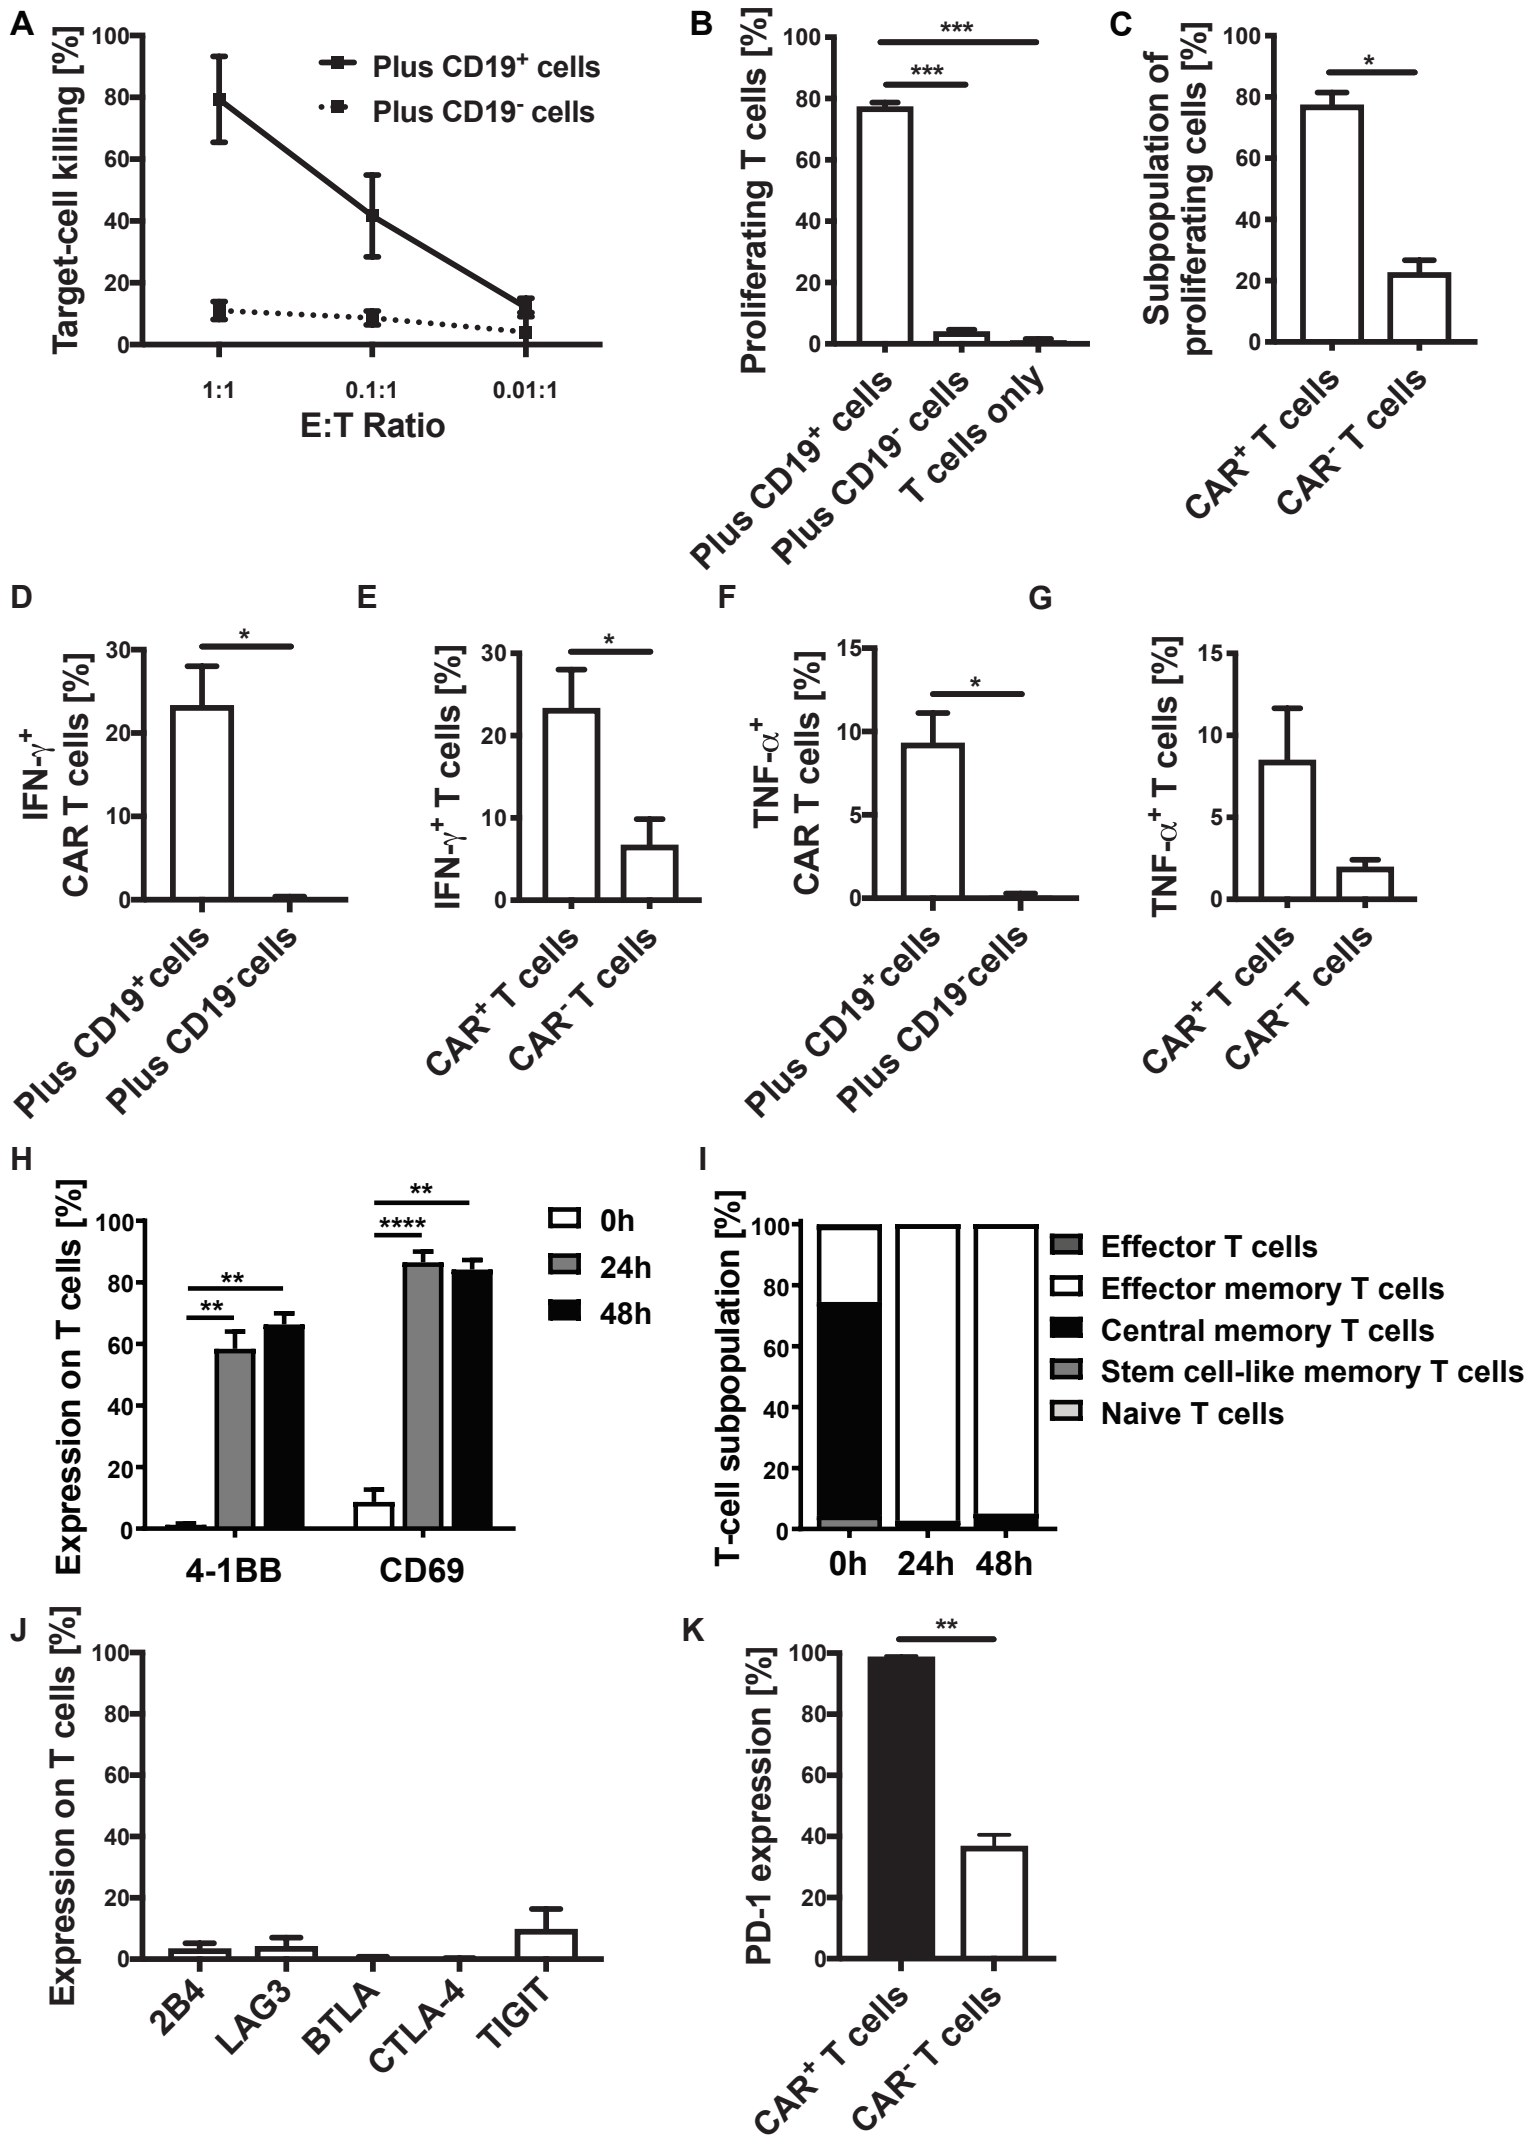 A
Target-cell killing [%]
100
80
60
40
20
0
Plus CD19+ cells
Plus CD19- cells
1:1
0.1:1
0.01:1
E:T Ratio
B
Proliferating T cells [%]
100
80
60
40
20
0
***
***
Plus CD19+ cells
Plus CD19- cells
T cells only
C
Subpopulation of
proliferating cells [%]
100
80
60
40
20
0
*
CAR+ T cells
CAR- T cells
D
IFN-γ+
CAR T cells [%]
30
20
10
0
*
Plus CD19+cells
Plus CD19-cells
E
IFN-γ+ T cells [%]
30
20
10
0
*
CAR+ T cells
CAR- T cells
F
TNF-α+
CAR T cells [%]
15
10
5
0
*
Plus CD19+cells
Plus CD19-cells
G
TNF-α+ T cells [%]
15
10
5
0
CAR+ T cells
CAR- T cells
H
Expression on T cells [%]
100
80
60
40
20
0
**
**
****
**
4-1BB
CD69
0h
24h
48h
I
T-cell subpopulation [%]
100
80
60
40
20
0
0h
24h
48h
Effector T cells
Effector memory T cells
Central memory T cells
Stem cell-like memory T cells
Naive T cells
J
Expression on T cells [%]
100
80
60
40
20
0
2B4
LAG3
BTLA
CTLA-4
TIGIT
K
PD-1 expression [%]
100
80
60
40
20
0
**
CAR+ T cells
CAR- T cells